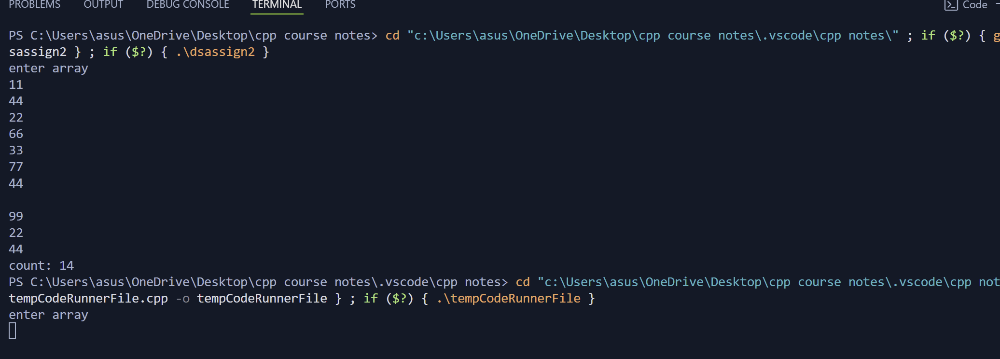 PROBLEMS OUTPUT DEBUG CONSOLE TERMINAL PORTS Code
PS C:\Users\asus\OneDrive\Desktop\cpp course notes> cd "c:\Users\asus\OneDrive\Desktop\cpp course notes\.vscode\cpp notes\" ; if ($?) { g
sassign2 } ; if ($?) { .\dsassign2 }
enter array
11
44
22
66
33
77
44
99
22
44
count: 14
PS C:\Users\asus\OneDrive\Desktop\cpp course notes\.vscode\cpp notes> cd "c:\Users\asus\OneDrive\Desktop\cpp course notes\.vscode\cpp not
tempCodeRunnerFile.cpp -o tempCodeRunnerFile } ; if ($?) { .\tempCodeRunnerFile }
enter array